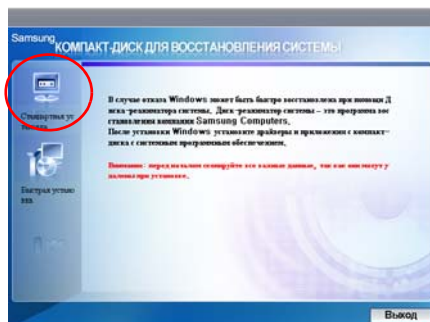 Samsung
КОМПАКТ-ДИСК ДЛЯ ВОССТАНОВЛЕНИЯ СИСТЕМЫ
Стандартная ус
тановка
Быстрая устано
вка
В случае отказа Windows может быть быстро восстановлена при помощи Д
иска-реаниматора системы. Диск-реаниматор системы – это программа вос
становления компании Samsung Computers.
После установки Windows установите драйверы и приложения с компакт-
диска с системным программным обеспечением.
Внимание: перед началом скопируйте все важные данные, так как они могут у
далены при установке.
Выход